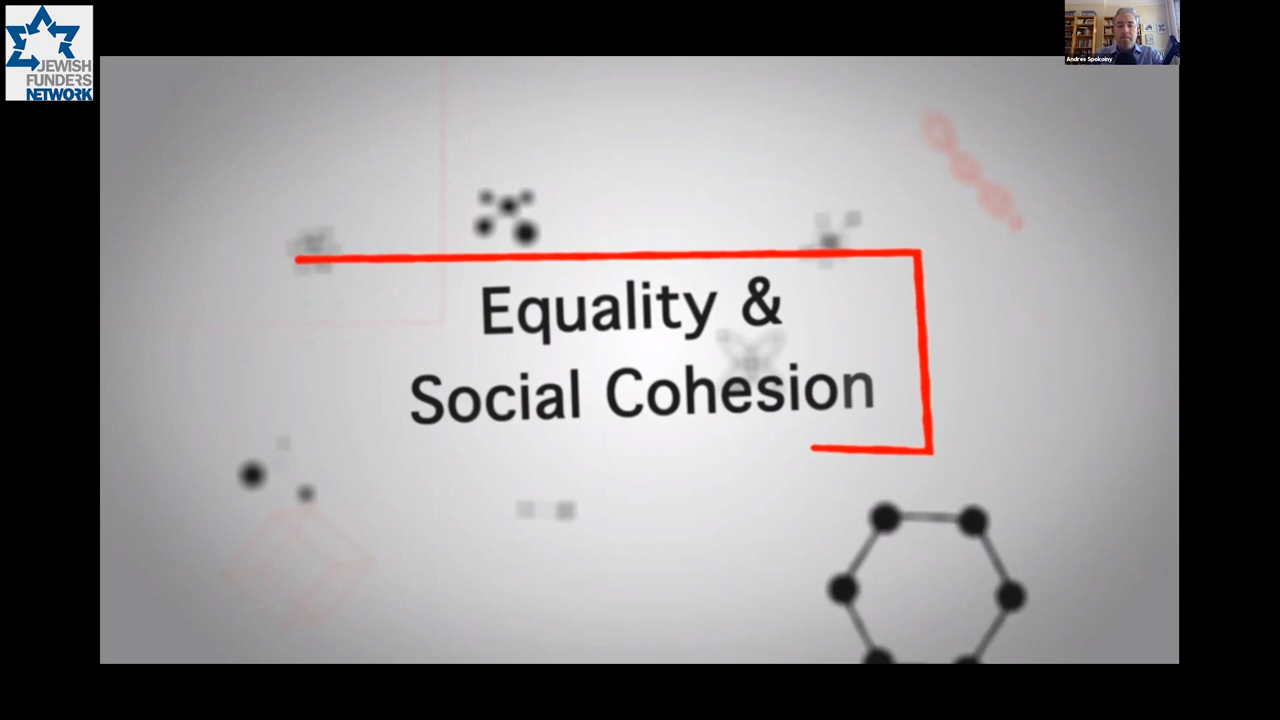 JEWISH
FUNDERS
NETWORK
Andres Spokoiny
Equality &
Social Cohesion